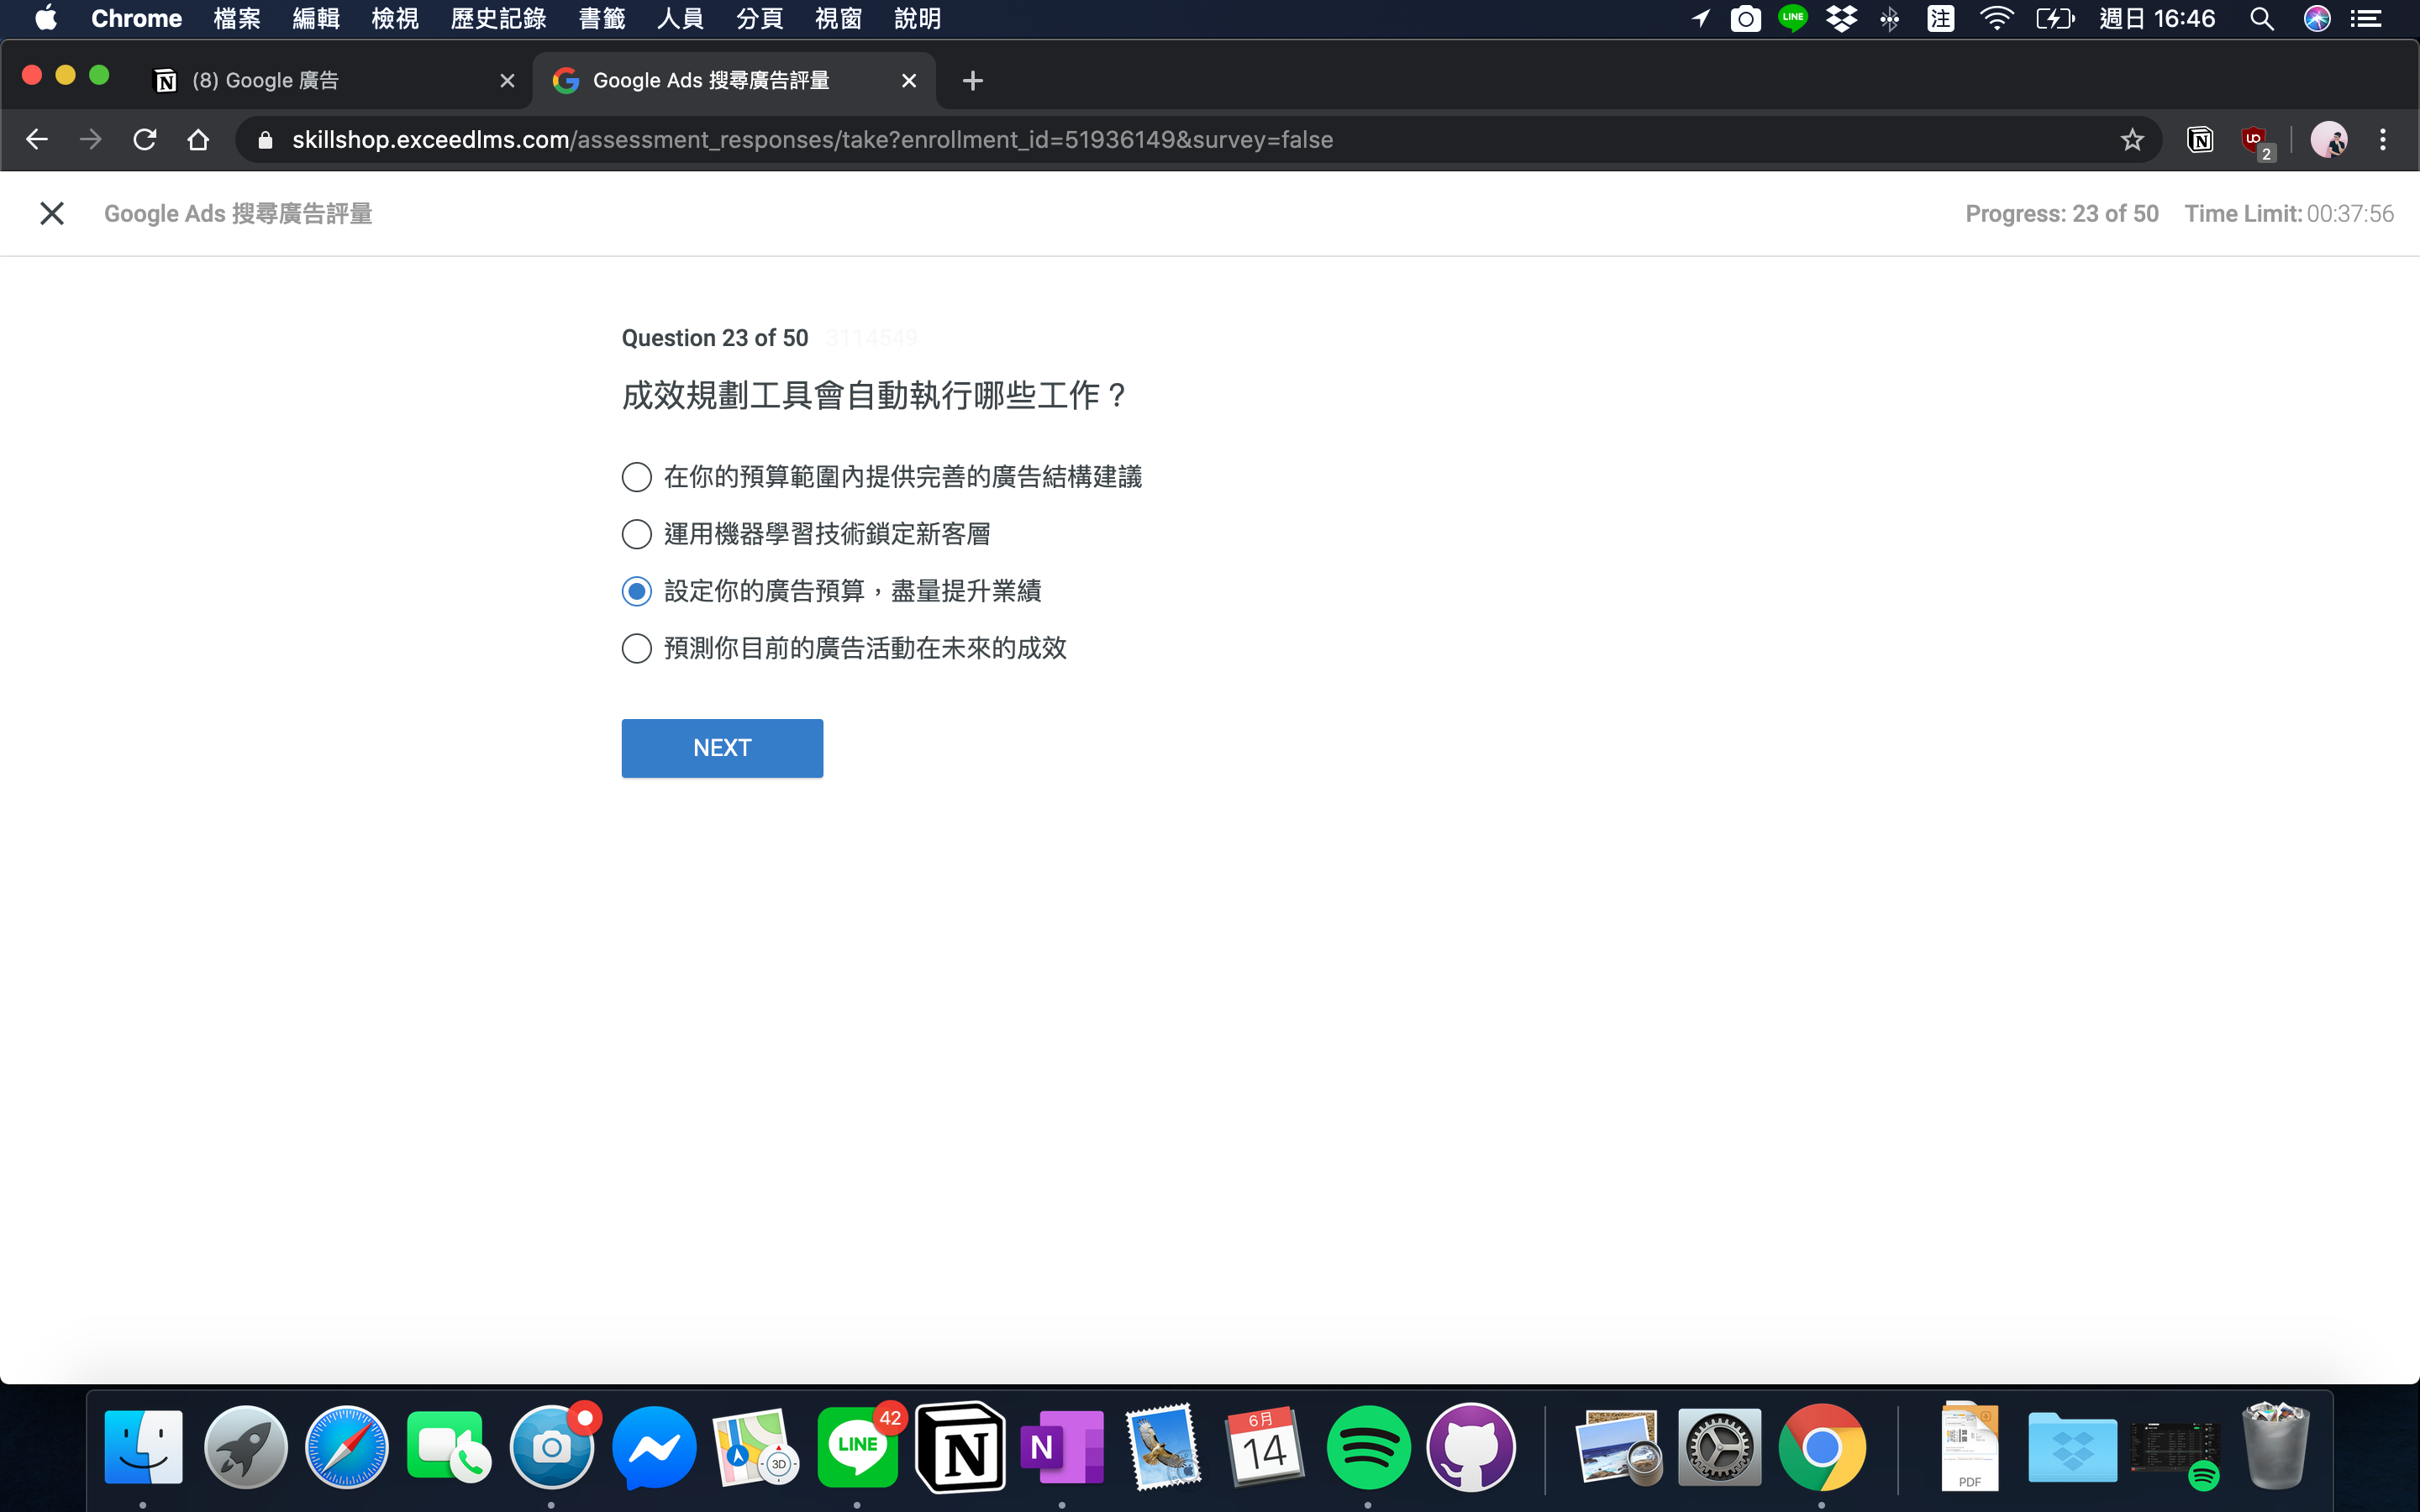 Chrome 檔案 編輯 檢視 歷史記錄 書籤 人員 分頁 視窗 說明 LINE 注 週日 16:46
(8) Google 廣告
Google Ads 搜尋廣告評量
skillshop.exceedlms.com/assessment_responses/take?enrollment_id=51936149&survey=false
2
Google Ads 搜尋廣告評量
Progress: 23 of 50 Time Limit: 00:37:56
Question 23 of 50 3114549
成效規劃工具會自動執行哪些工作？
在你的預算範圍內提供完善的廣告結構建議
運用機器學習技術鎖定新客層
設定你的廣告預算，盡量提升業績
預測你目前的廣告活動在未來的成效
NEXT
3D
LINE
42
N
N
6月
14
PDF